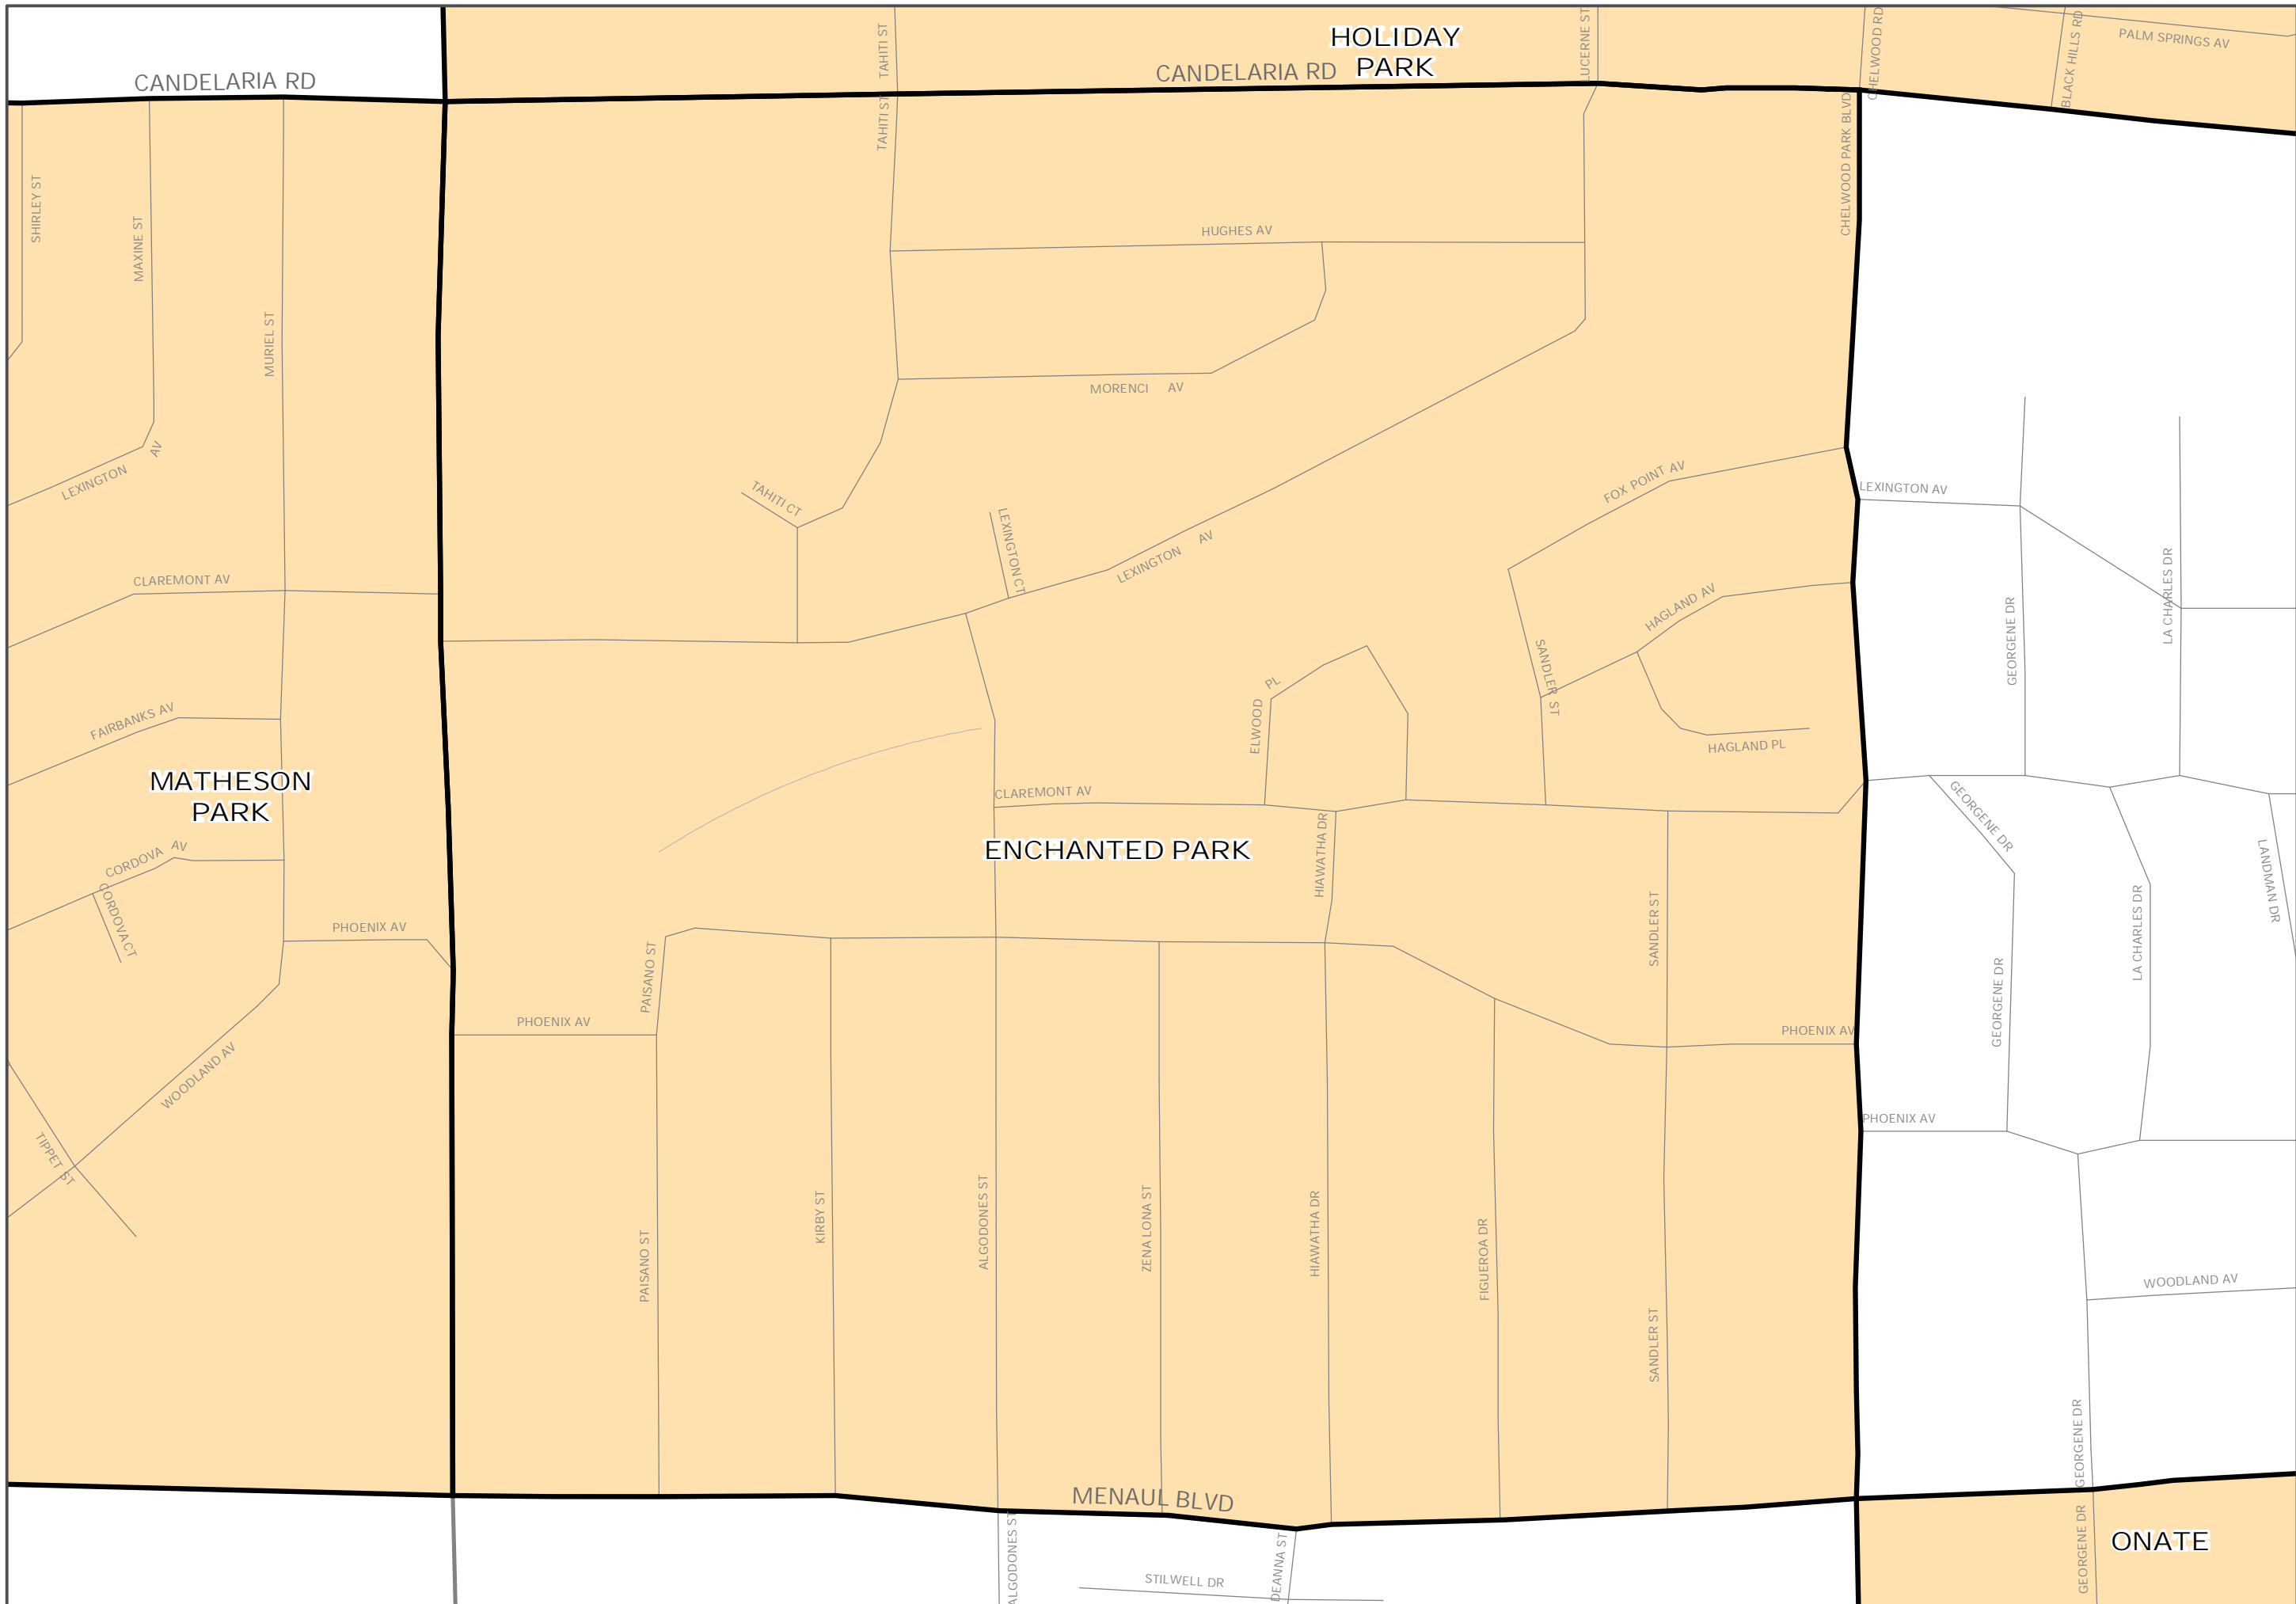 HOLIDAY
PARK
CANDELARIA RD
CANDELARIA RD
TAHITI ST
LUCERNE ST
CHELWOOD RD
BLACK HILLS RD
PALM SPRINGS AV
TAHITI ST
CHELWOOD PARK BLVD
SHIRLEY ST
MAXINE ST
MURIEL ST
HUGHES AV
MORENCI AV
LEXINGTON AV
TAHITI CT
LEXINGTON CT
LEXINGTON AV
FOX POINT AV
LEXINGTON AV
CLAREMONT AV
HAGLAND AV
GEORGENE DR
LA CHARLES DR
SANDLER ST
ELWOOD PL
HAGLAND PL
FAIRBANKS AV
MATHESON
PARK
CLAREMONT AV
ENCHANTED PARK
HIAWATHA DR
GEORGENE DR
LANDMAN DR
CORDOVA AV
CORDOVA CT
PHOENIX AV
PAISANO ST
SANDLER ST
LA CHARLES DR
GEORGENE DR
PHOENIX AV
PHOENIX AV
PHOENIX AV
WOODLAND AV
TIPPET ST
PAISANO ST
KIRBY ST
ALGODONES ST
ZENA LONA ST
HIAWATHA DR
FIGUEROA DR
SANDLER ST
WOODLAND AV
GEORGENE DR
MENAUL BLVD
ALGODONES ST
DEANNA ST
STILWELL DR
GEORGENE DR
ONATE